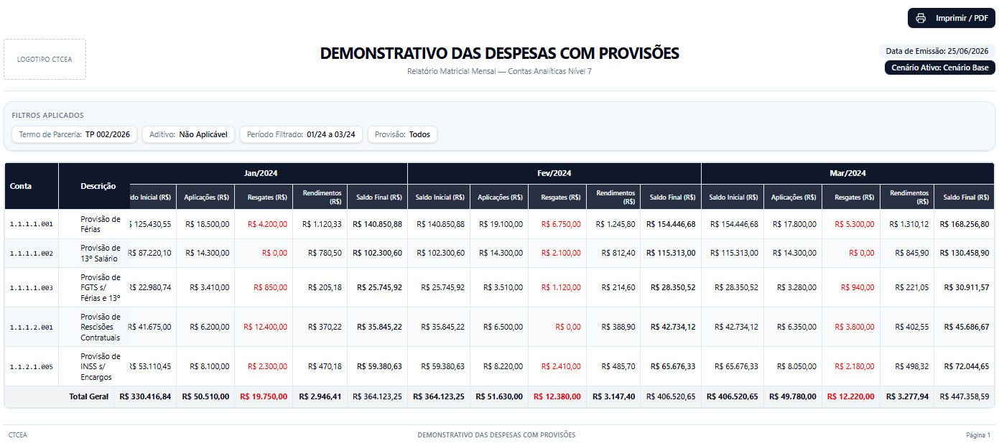 Imprimir / PDF
LOGOTIPO CTCEA
DEMONSTRATIVO DAS DESPESAS COM PROVISÕES
Relatório Matricial Mensal — Contas Analíticas Nível 7
Data de Emissão: 25/06/2026
Cenário Ativo: Cenário Base
FILTROS APLICADOS
Termo de Parceria: TP 002/2026 Aditivo: Não Aplicável Período Filtrado: 01/24 a 03/24 Provisão: Todos
Conta Descrição Jan/2024 Fev/2024 Mar/2024
ldo Inicial (R$) Aplicações (R$) Resgates (R$) Rendimentos (R$) Saldo Final (R$) Saldo Inicial (R$) Aplicações (R$) Resgates (R$) Rendimentos (R$) Saldo Final (R$) Saldo Inicial (R$) Aplicações (R$) Resgates (R$) Rendimentos (R$) Saldo Final (R$)
1.1.1.1.001 Provisão de Férias $ 125.430,55 R$ 18.500,00 R$ 4.200,00 R$ 1.120,33 R$ 140.850,88 R$ 140.850,88 R$ 19.100,00 R$ 6.750,00 R$ 1.245,80 R$ 154.446,68 R$ 154.446,68 R$ 17.800,00 R$ 5.300,00 R$ 1.310,12 R$ 168.256,80
1.1.1.1.002 Provisão de 13º Salário R$ 87.220,10 R$ 14.300,00 R$ 0,00 R$ 780,50 R$ 102.300,60 R$ 102.300,60 R$ 14.300,00 R$ 2.100,00 R$ 812,40 R$ 115.313,00 R$ 115.313,00 R$ 14.300,00 R$ 0,00 R$ 845,90 R$ 130.458,90
1.1.1.1.003 Provisão de FGTS s/ Férias e 13º R$ 22.980,74 R$ 3.410,00 R$ 850,00 R$ 205,18 R$ 25.745,92 R$ 25.745,92 R$ 3.510,00 R$ 1.120,00 R$ 214,60 R$ 28.350,52 R$ 28.350,52 R$ 3.280,00 R$ 940,00 R$ 221,05 R$ 30.911,57
1.1.1.2.001 Provisão de Rescisões Contratuais R$ 41.675,00 R$ 6.200,00 R$ 12.400,00 R$ 370,22 R$ 35.845,22 R$ 35.845,22 R$ 6.500,00 R$ 0,00 R$ 388,90 R$ 42.734,12 R$ 42.734,12 R$ 6.350,00 R$ 3.800,00 R$ 402,55 R$ 45.686,67
1.1.2.1.005 Provisão de INSS s/ Encargos R$ 53.110,45 R$ 8.100,00 R$ 2.300,00 R$ 470,18 R$ 59.380,63 R$ 59.380,63 R$ 8.220,00 R$ 2.410,00 R$ 485,70 R$ 65.676,33 R$ 65.676,33 R$ 8.050,00 R$ 2.180,00 R$ 498,32 R$ 72.044,65
Total Geral R$ 330.416,84 R$ 50.510,00 R$ 19.750,00 R$ 2.946,41 R$ 364.123,25 R$ 364.123,25 R$ 51.630,00 R$ 12.380,00 R$ 3.147,40 R$ 406.520,65 R$ 406.520,65 R$ 49.780,00 R$ 12.220,00 R$ 3.277,94 R$ 447.358,59
CTCEA DEMONSTRATIVO DAS DESPESAS COM PROVISÕES Página 1